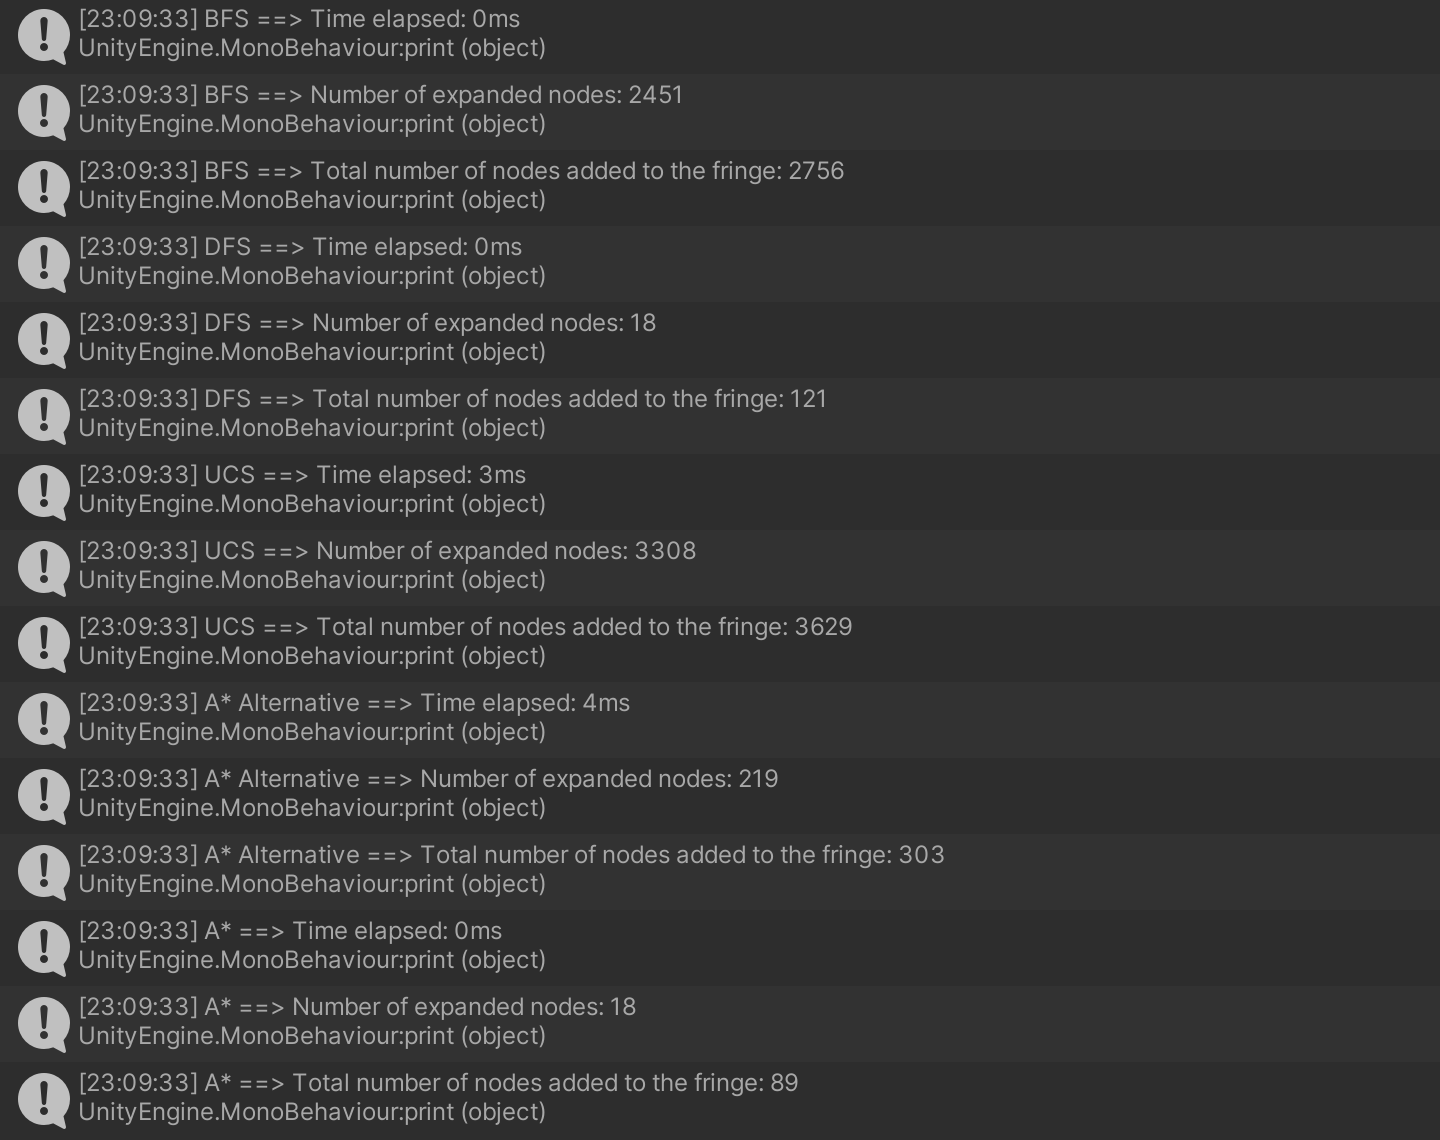 [23:09:33] BFS ==> Time elapsed: 0ms
UnityEngine.MonoBehaviour:print (object)
[23:09:33] BFS ==> Number of expanded nodes: 2451
UnityEngine.MonoBehaviour:print (object)
[23:09:33] BFS ==> Total number of nodes added to the fringe: 2756
UnityEngine.MonoBehaviour:print (object)
[23:09:33] DFS ==> Time elapsed: 0ms
UnityEngine.MonoBehaviour:print (object)
[23:09:33] DFS ==> Number of expanded nodes: 18
UnityEngine.MonoBehaviour:print (object)
[23:09:33] DFS ==> Total number of nodes added to the fringe: 121
UnityEngine.MonoBehaviour:print (object)
[23:09:33] UCS ==> Time elapsed: 3ms
UnityEngine.MonoBehaviour:print (object)
[23:09:33] UCS ==> Number of expanded nodes: 3308
UnityEngine.MonoBehaviour:print (object)
[23:09:33] UCS ==> Total number of nodes added to the fringe: 3629
UnityEngine.MonoBehaviour:print (object)
[23:09:33] A* Alternative ==> Time elapsed: 4ms
UnityEngine.MonoBehaviour:print (object)
[23:09:33] A* Alternative ==> Number of expanded nodes: 219
UnityEngine.MonoBehaviour:print (object)
[23:09:33] A* Alternative ==> Total number of nodes added to the fringe: 303
UnityEngine.MonoBehaviour:print (object)
[23:09:33] A* ==> Time elapsed: 0ms
UnityEngine.MonoBehaviour:print (object)
[23:09:33] A* ==> Number of expanded nodes: 18
UnityEngine.MonoBehaviour:print (object)
[23:09:33] A* ==> Total number of nodes added to the fringe: 89
UnityEngine.MonoBehaviour:print (object)